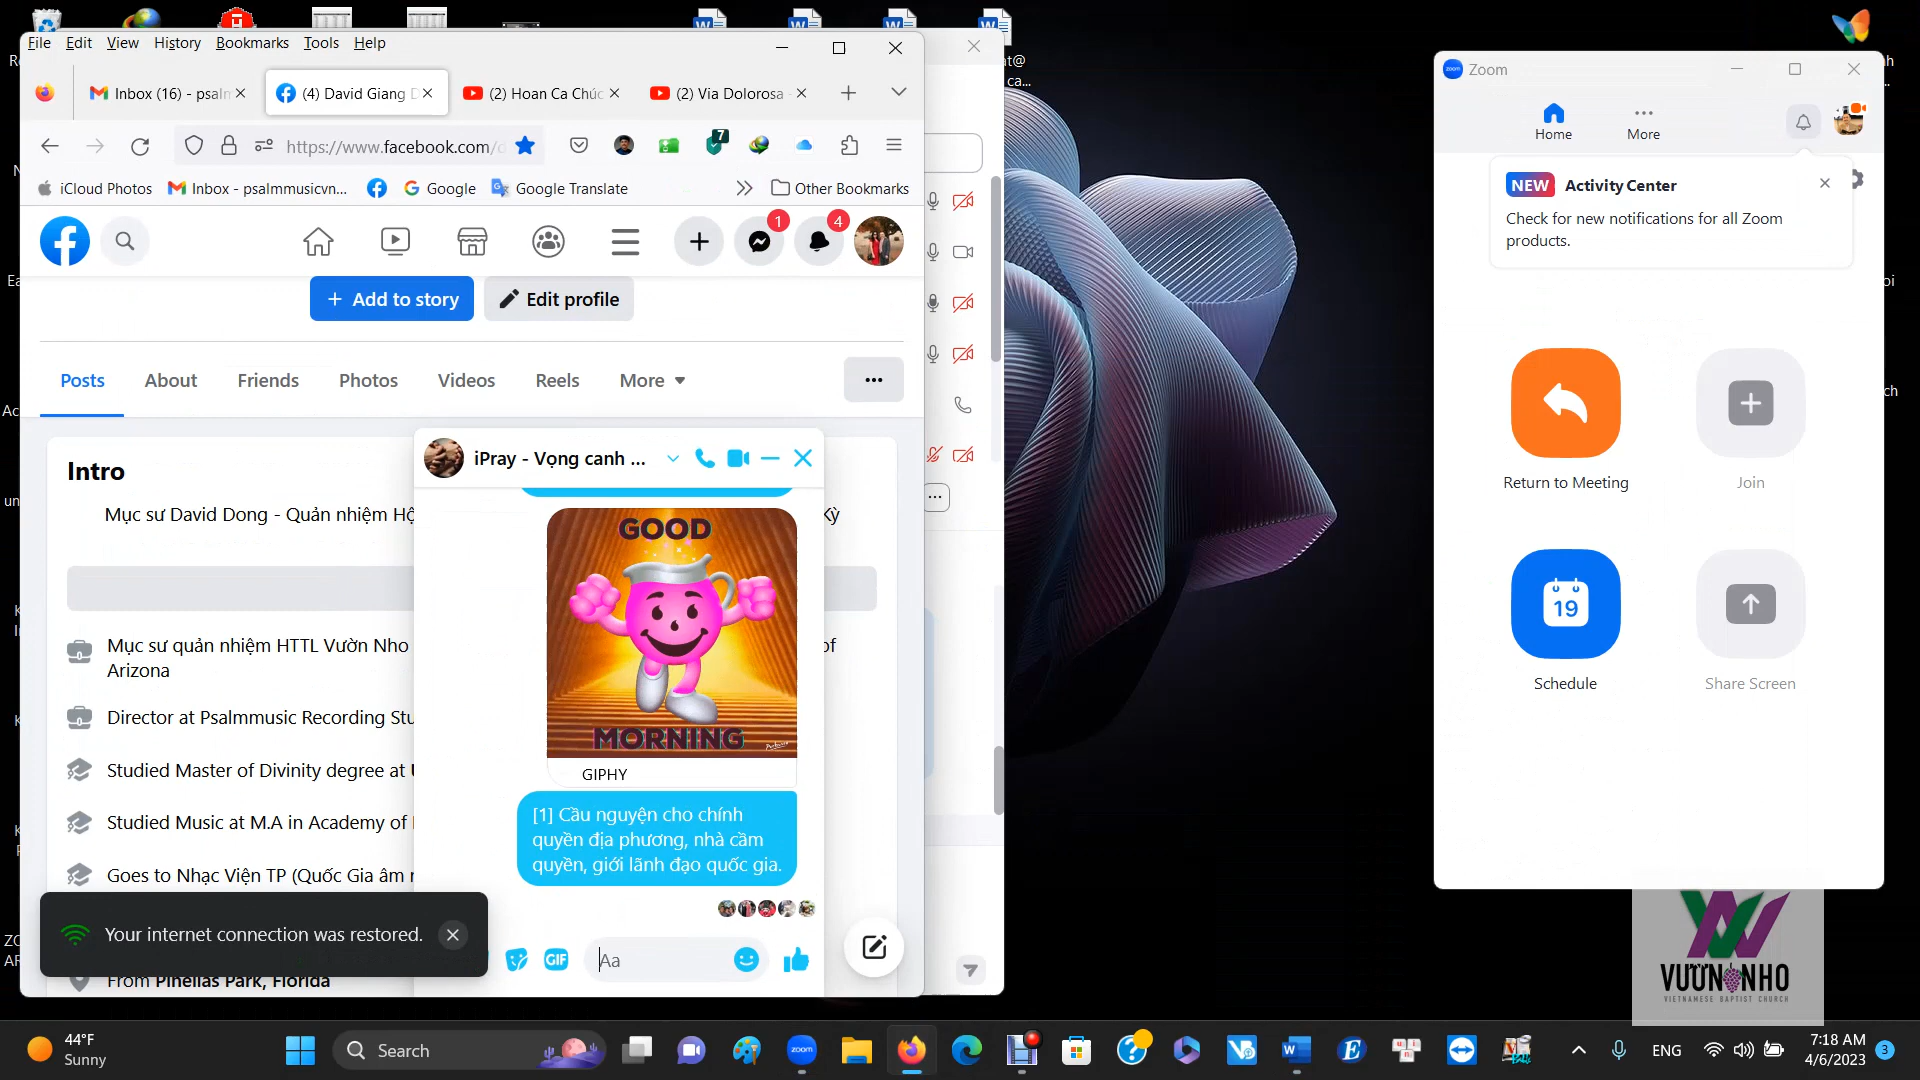 File Edit View History Bookmarks Tools Help
Inbox (16) - psalm
(4) David Giang D
(2) Hoan Ca Chúc
(2) Via Dolorosa -
https://www.facebook.com/d
7
iCloud Photos
Inbox - psalmmusicvn...
Google
Google Translate
Other Bookmarks
1
4
Add to story
Edit profile
Posts
About
Friends
Photos
Videos
Reels
More
Intro
Mục sư David Dong - Quản nhiệm Hộ
Kỳ
Mục sư quản nhiệm HTTL Vườn Nho
of
Arizona
Director at Psalmmusic Recording Stu
Studied Master of Divinity degree at
Studied Music at M.A in Academy of
Goes to Nhạc Viện TP (Quốc Gia âm
From Pinellas Park, Florida
Your internet connection was restored.
iPray - Vọng canh ...
GOOD
MORNING
GIPHY
[1] Cầu nguyện cho chính
quyền địa phương, nhà cầm
quyền, giới lãnh đạo quốc gia.
GIF
Aa
ca...
zoom
Zoom
Home
More
NEW Activity Center
Check for new notifications for all Zoom
products.
Return to Meeting
Join
19
Schedule
Share Screen
VUON NHO
VIETNAMESE BAPTIST CHURCH
44°F
Sunny
Search
zoom
ENG
7:18 AM
4/6/2023
3